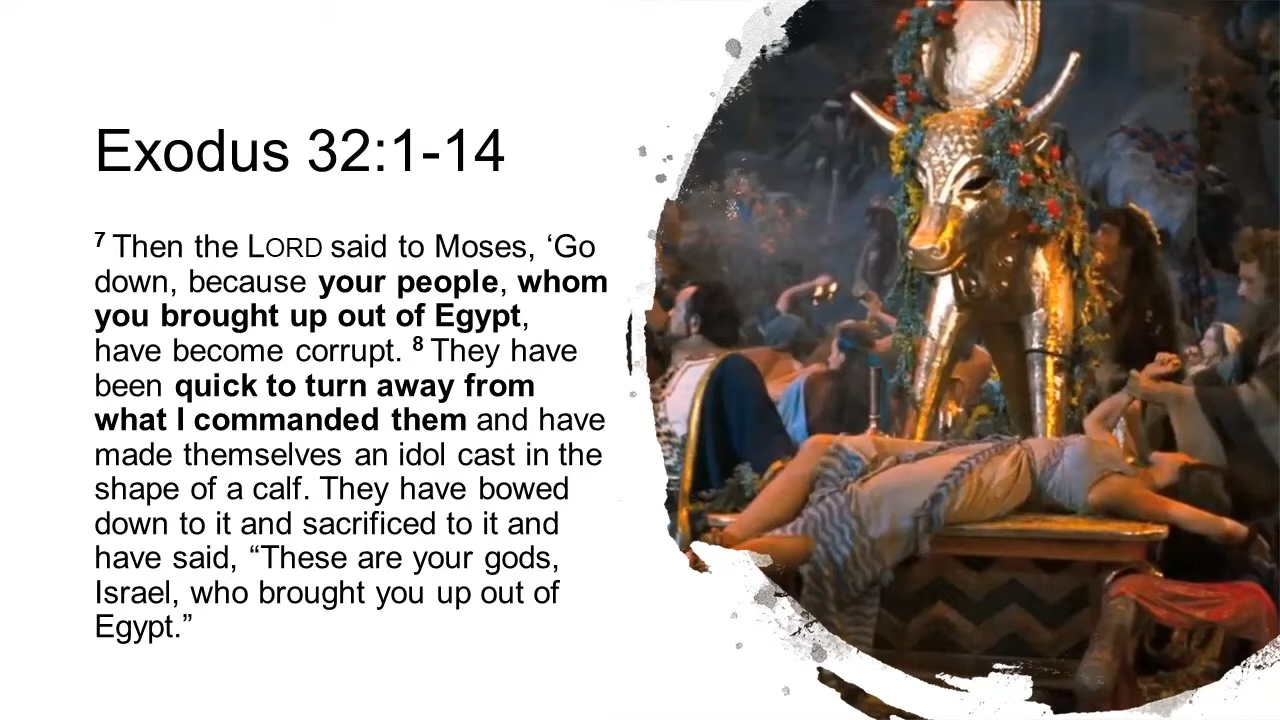 Exodus 32:1-14
⁷ Then the LORD said to Moses, ‘Go
down, because your people, whom
you brought up out of Egypt,
have become corrupt. ⁸ They have
been quick to turn away from
what I commanded them and have
made themselves an idol cast in the
shape of a calf. They have bowed
down to it and sacrificed to it and
have said, “These are your gods,
Israel, who brought you up out of
Egypt.”